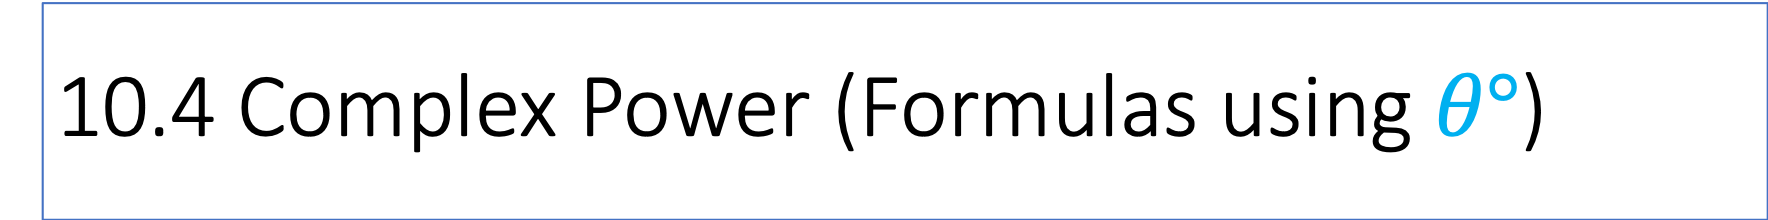 10.4 Complex Power (Formulas using θ°)